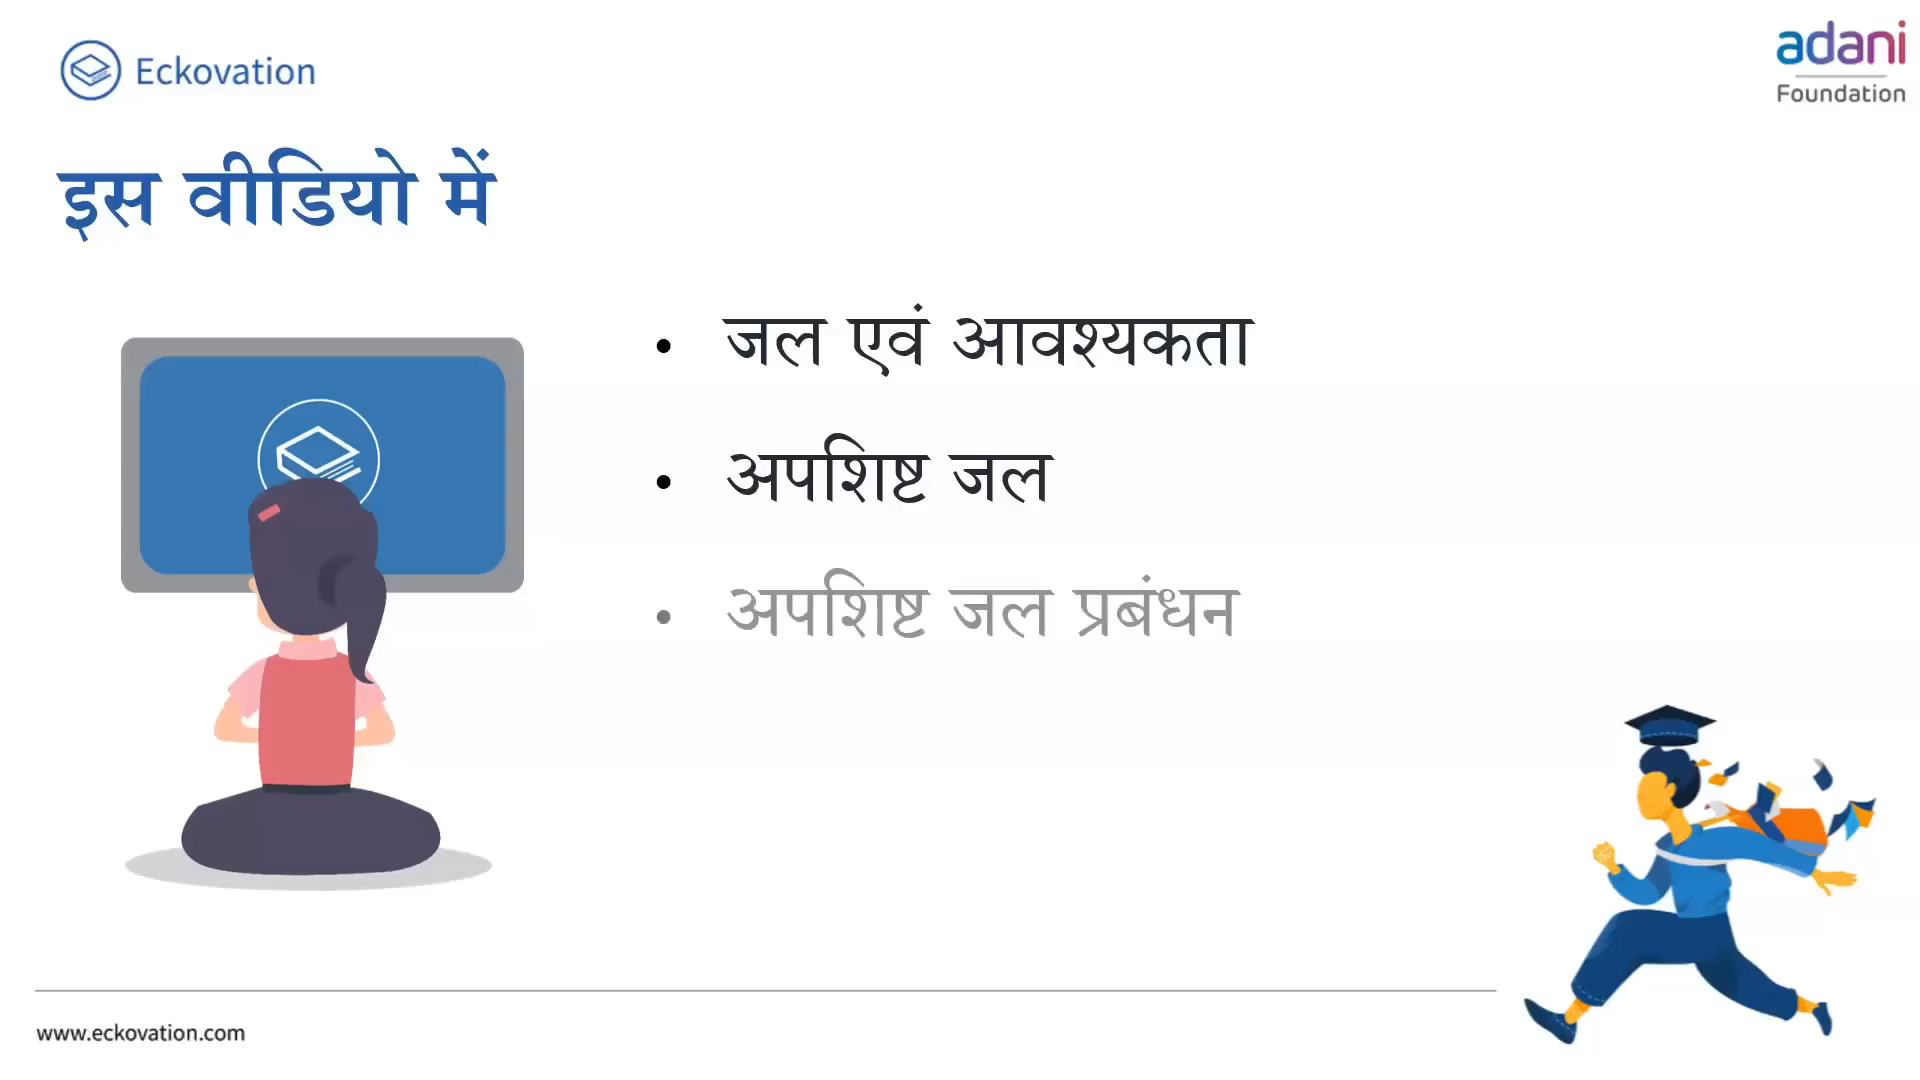 Eckovation
adani
Foundation
इस वीडियो में
• जल एवं आवश्यकता
• अपशिष्ट जल
• अपशिष्ट जल प्रबंधन
www.eckovation.com